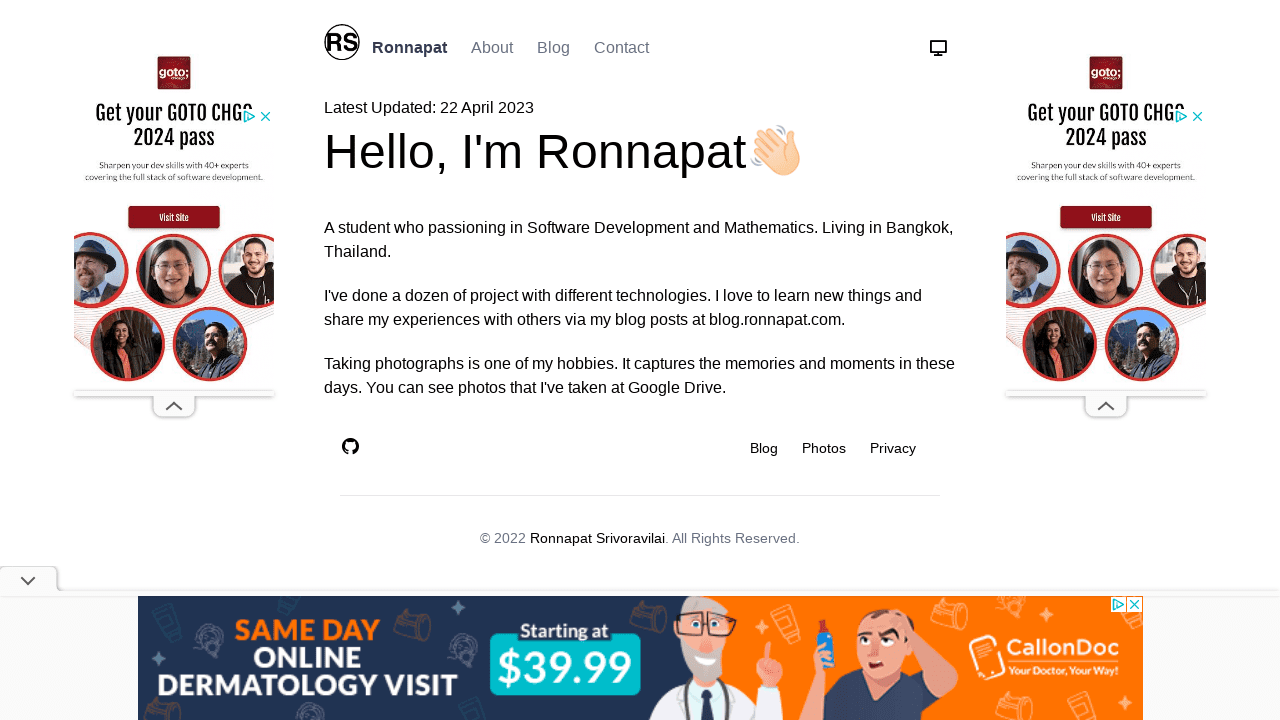 RS Ronnapat About Blog Contact
Latest Updated: 22 April 2023
Hello, I'm Ronnapat👋🏻
A student who passioning in Software Development and Mathematics. Living in Bangkok,
Thailand.
I've done a dozen of project with different technologies. I love to learn new things and
share my experiences with others via my blog posts at blog.ronnapat.com.
Taking photographs is one of my hobbies. It captures the memories and moments in these
days. You can see photos that I've taken at Google Drive.
Blog Photos Privacy
© 2022 Ronnapat Srivoravilai. All Rights Reserved.
goto;
chicago
Get your GOTO CHGO
2024 pass
Sharpen your dev skills with 40+ experts
covering the full stack of software development.
Visit Site
goto;
chicago
Get your GOTO CHGO
2024 pass
Sharpen your dev skills with 40+ experts
covering the full stack of software development.
Visit Site
SAME DAY
ONLINE
DERMATOLOGY VISIT
Starting at
$39.99
CallonDoc
Your Doctor, Your Way!